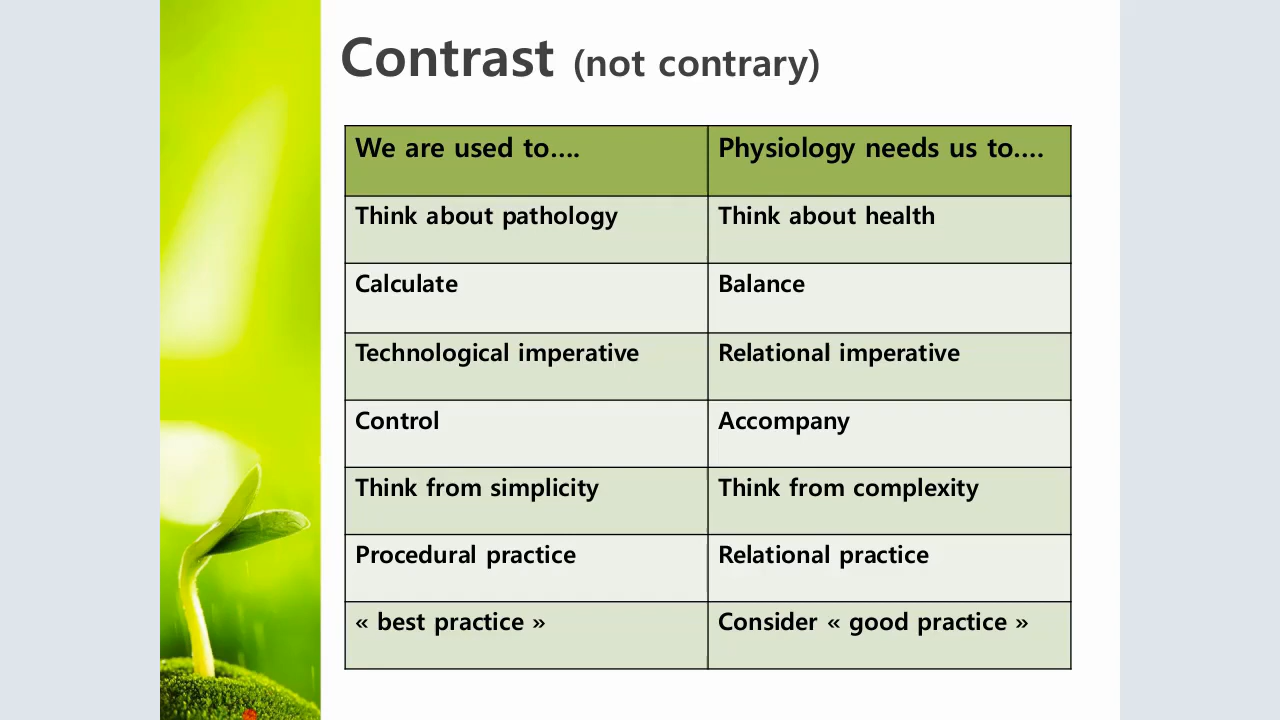 Contrast (not contrary)
We are used to.... Physiology needs us to....
Think about pathology Think about health
Calculate Balance
Technological imperative Relational imperative
Control Accompany
Think from simplicity Think from complexity
Procedural practice Relational practice
« best practice » Consider « good practice »